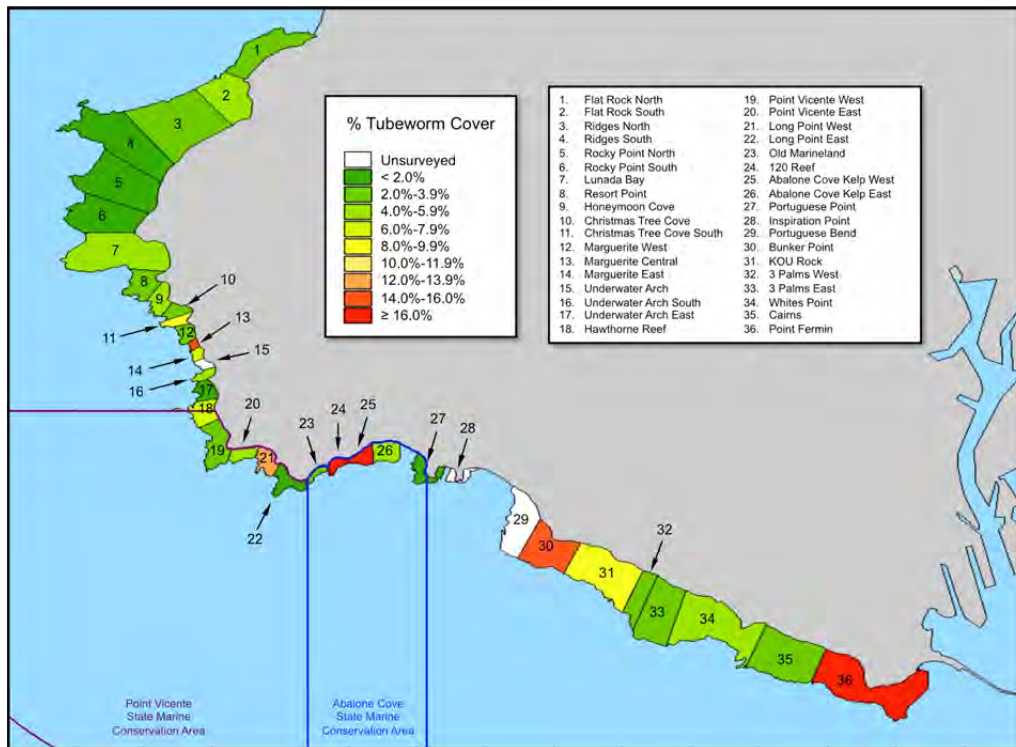 % Tubeworm Cover
Unsurveyed
< 2.0%
2.0%-3.9%
4.0%-5.9%
6.0%-7.9%
8.0%-9.9%
10.0%-11.9%
12.0%-13.9%
14.0%-16.0%
≥ 16.0%
1. Flat Rock North
2. Flat Rock South
3. Ridges North
4. Ridges South
5. Rocky Point North
6. Rocky Point South
7. Lunada Bay
8. Resort Point
9. Honeymoon Cove
10. Christmas Tree Cove
11. Christmas Tree Cove South
12. Marguerite West
13. Marguerite Central
14. Marguerite East
15. Underwater Arch
16. Underwater Arch South
17. Underwater Arch East
18. Hawthorne Reef
19. Point Vicente West
20. Point Vicente East
21. Long Point West
22. Long Point East
23. Old Marineland
24. 120 Reef
25. Abalone Cove Kelp West
26. Abalone Cove Kelp East
27. Portuguese Point
28. Inspiration Point
29. Portuguese Bend
30. Bunker Point
31. KOU Rock
32. 3 Palms West
33. 3 Palms East
34. Whites Point
35. Cairns
36. Point Fermin
1
2
3
4
5
6
7
8
9
10
11
12
13
14
15
16
17
18
19
20
21
22
23
24
25
26
27
28
29
30
31
32
33
34
35
36
Point Vicente
State Marine
Conservation Area
Abalone Cove
State Marine
Conservation Area